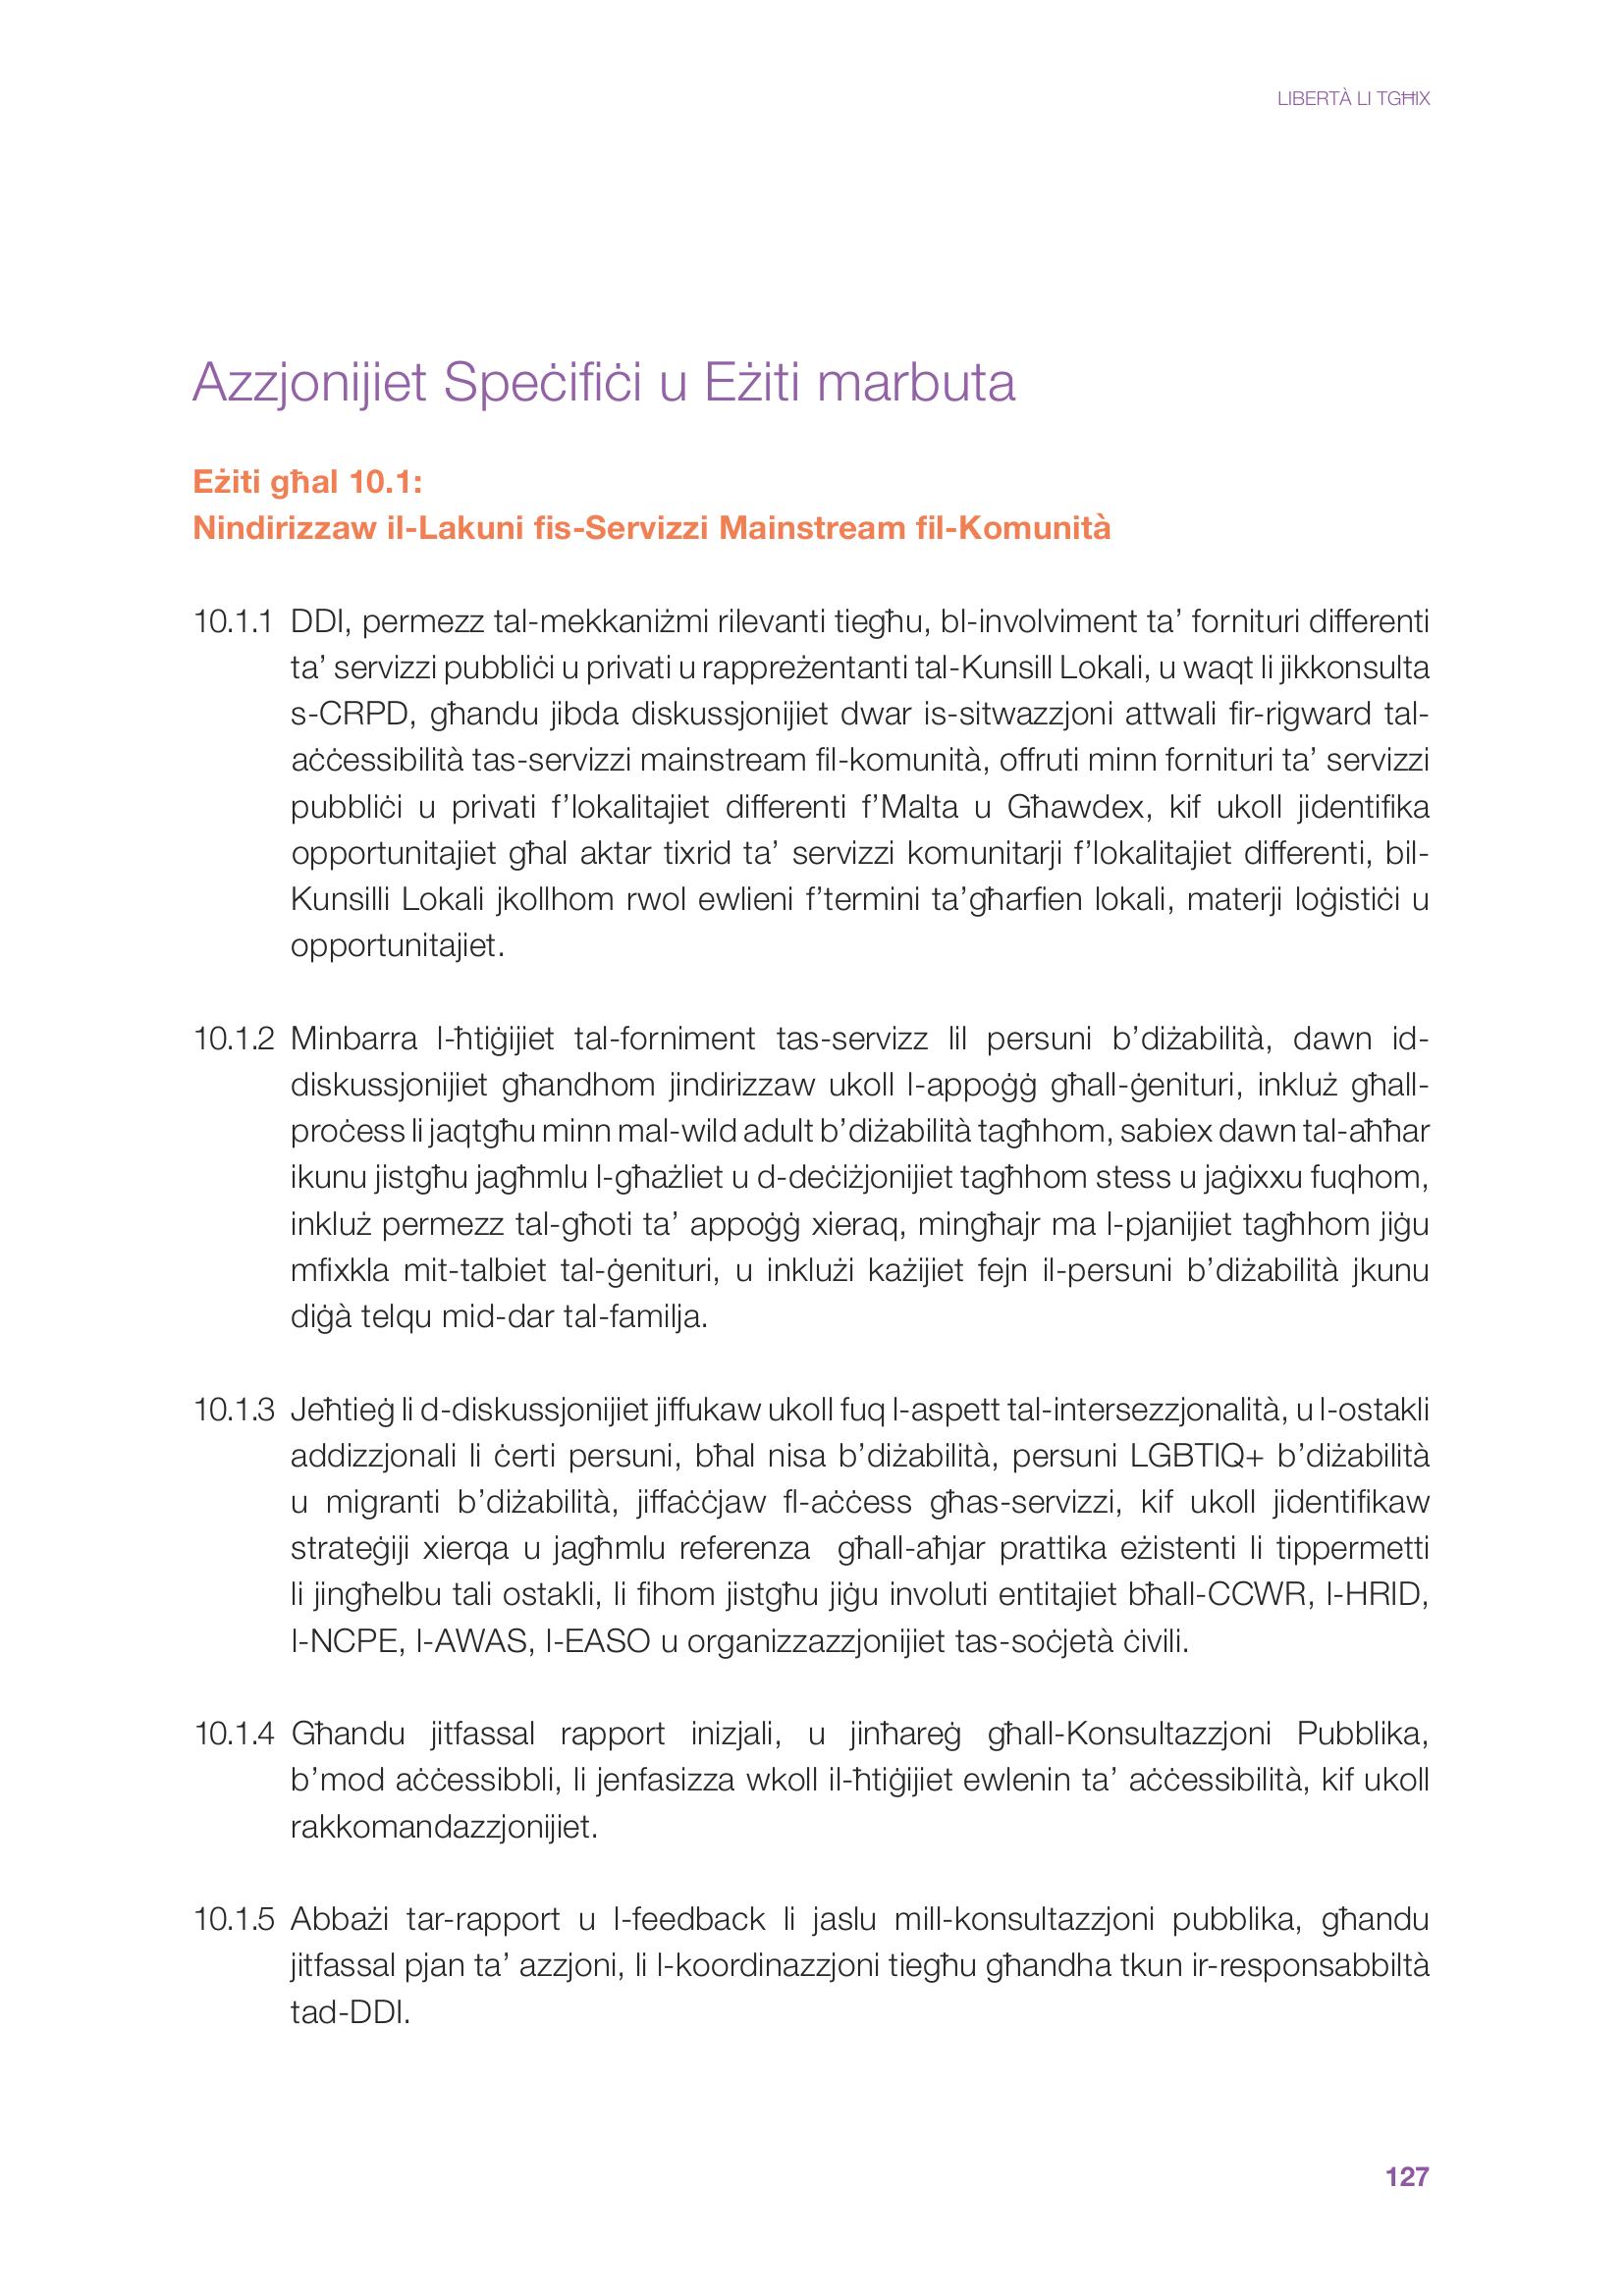 LIBERTÀ LI TGĦIX
Azzjonijiet Speċifiċi u Eżiti marbuta
Eżiti għal 10.1:
Nindirizzaw il-Lakuni fis-Servizzi Mainstream fil-Komunità
10.1.1 DDI, permezz tal-mekkaniżmi rilevanti tiegħu, bl-involviment ta’ fornituri differenti
ta’ servizzi pubbliċi u privati u rappreżentanti tal-Kunsill Lokali, u waqt li jikkonsulta
s-CRPD, għandu jibda diskussjonijiet dwar is-sitwazzjoni attwali fir-rigward tal-
aċċessibilità tas-servizzi mainstream fil-komunità, offruti minn fornituri ta’ servizzi
pubbliċi u privati f’lokalitajiet differenti f’Malta u Għawdex, kif ukoll jidentifika
opportunitajiet għal aktar tixrid ta’ servizzi komunitarji f’lokalitajiet differenti, bil-
Kunsilli Lokali jkollhom rwol ewlieni f’termini ta’għarfien lokali, materji loġistiċi u
opportunitajiet.
10.1.2 Minbarra l-ħtiġijiet tal-forniment tas-servizz lil persuni b’diżabilità, dawn id-
diskussjonijiet għandhom jindirizzaw ukoll l-appoġġ għall-ġenituri, inkluż għall-
proċess li jaqtgħu minn mal-wild adult b’diżabilità tagħhom, sabiex dawn tal-aħħar
ikunu jistgħu jagħmlu l-għażliet u d-deċiżjonijiet tagħhom stess u jaġixxu fuqhom,
inkluż permezz tal-għoti ta’ appoġġ xieraq, mingħajr ma l-pjanijiet tagħhom jiġu
mfixkla mit-talbiet tal-ġenituri, u inklużi każijiet fejn il-persuni b’diżabilità jkunu
diġà telqu mid-dar tal-familja.
10.1.3 Jeħtieġ li d-diskussjonijiet jiffukaw ukoll fuq l-aspett tal-intersezzjonalità, u l-ostakli
addizzjonali li ċerti persuni, bħal nisa b’diżabilità, persuni LGBTIQ+ b’diżabilità
u migranti b’diżabilità, jiffaċċjaw fl-aċċess għas-servizzi, kif ukoll jidentifikaw
strateġiji xierqa u jagħmlu referenza għall-aħjar prattika eżistenti li tippermetti
li jingħelbu tali ostakli, li fihom jistgħu jiġu involuti entitajiet bħall-CCWR, l-HRID,
l-NCPE, l-AWAS, l-EASO u organizzazzjonijiet tas-soċjetà ċivili.
10.1.4 Għandu jitfassal rapport inizjali, u jinħareġ għall-Konsultazzjoni Pubblika,
b’mod aċċessibbli, li jenfasizza wkoll il-ħtiġijiet ewlenin ta’ aċċessibilità, kif ukoll
rakkomandazzjonijiet.
10.1.5 Abbażi tar-rapport u l-feedback li jaslu mill-konsultazzjoni pubblika, għandu
jitfassal pjan ta’ azzjoni, li l-koordinazzjoni tiegħu għandha tkun ir-responsabbiltà
tad-DDI.
127